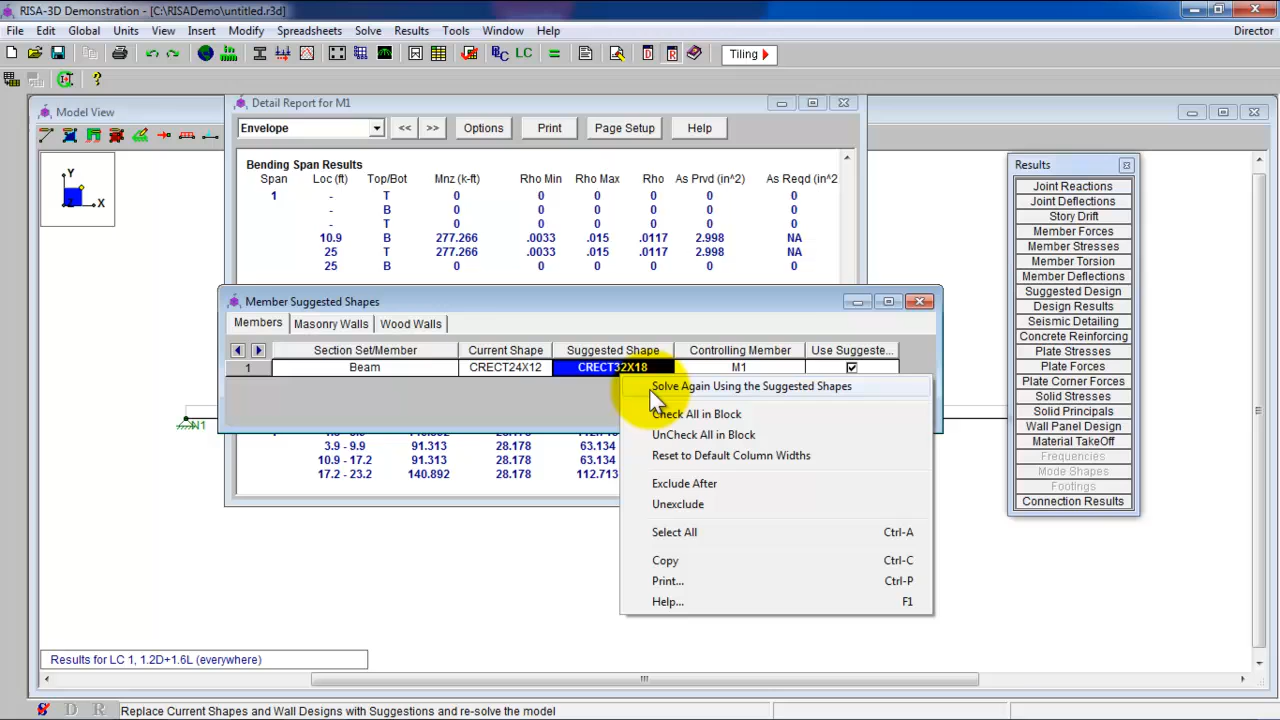 RISA-3D Demonstration - [C:\RISADemo\untitled.r3d]
File Edit Global Units View Insert Modify Spreadsheets Solve Results Tools Window Help Director
LC Tiling
D R
Model View
Detail Report for M1
Envelope << >> Options Print Page Setup Help
Y
X
Z
Bending Span Results
Span Loc (ft) Top/Bot Mnz (k-ft) Rho Min Rho Max Rho As Prvd (in^2) As Reqd (in^2
1 - T 0 0 0 0 0 0
- B 0 0 0 0 0 0
- T 0 0 0 0 0 0
10.9 B 277.266 .0033 .015 .0117 2.998 NA
25 T 277.266 .0033 .015 .0117 2.998 NA
25 B 0 0 0 0 0 0
Member Suggested Shapes
Members Masonry Walls Wood Walls
Section Set/Member Current Shape Suggested Shape Controlling Member Use Suggeste...
1 Beam CRECT24X12 CRECT32X18 M1
Solve Again Using the Suggested Shapes
Check All in Block
UnCheck All in Block
Reset to Default Column Widths
Exclude After
Unexclude
Select All Ctrl-A
Copy Ctrl-C
Print... Ctrl-P
Help... F1
N1
3.9 - 9.9 91.313 28.178 63.134
10.9 - 17.2 91.313 28.178 63.134
17.2 - 23.4 140.892 28.178 112.713
Results
Joint Reactions
Joint Deflections
Story Drift
Member Forces
Member Stresses
Member Torsion
Member Deflections
Suggested Design
Design Results
Seismic Detailing
Concrete Reinforcing
Plate Stresses
Plate Forces
Plate Corner Forces
Solid Stresses
Solid Principals
Wall Panel Design
Material TakeOff
Frequencies
Mode Shapes
Footings
Connection Results
Results for LC 1, 1.2D+1.6L (everywhere)
D R Replace Current Shapes and Wall Designs with Suggestions and re-solve the model